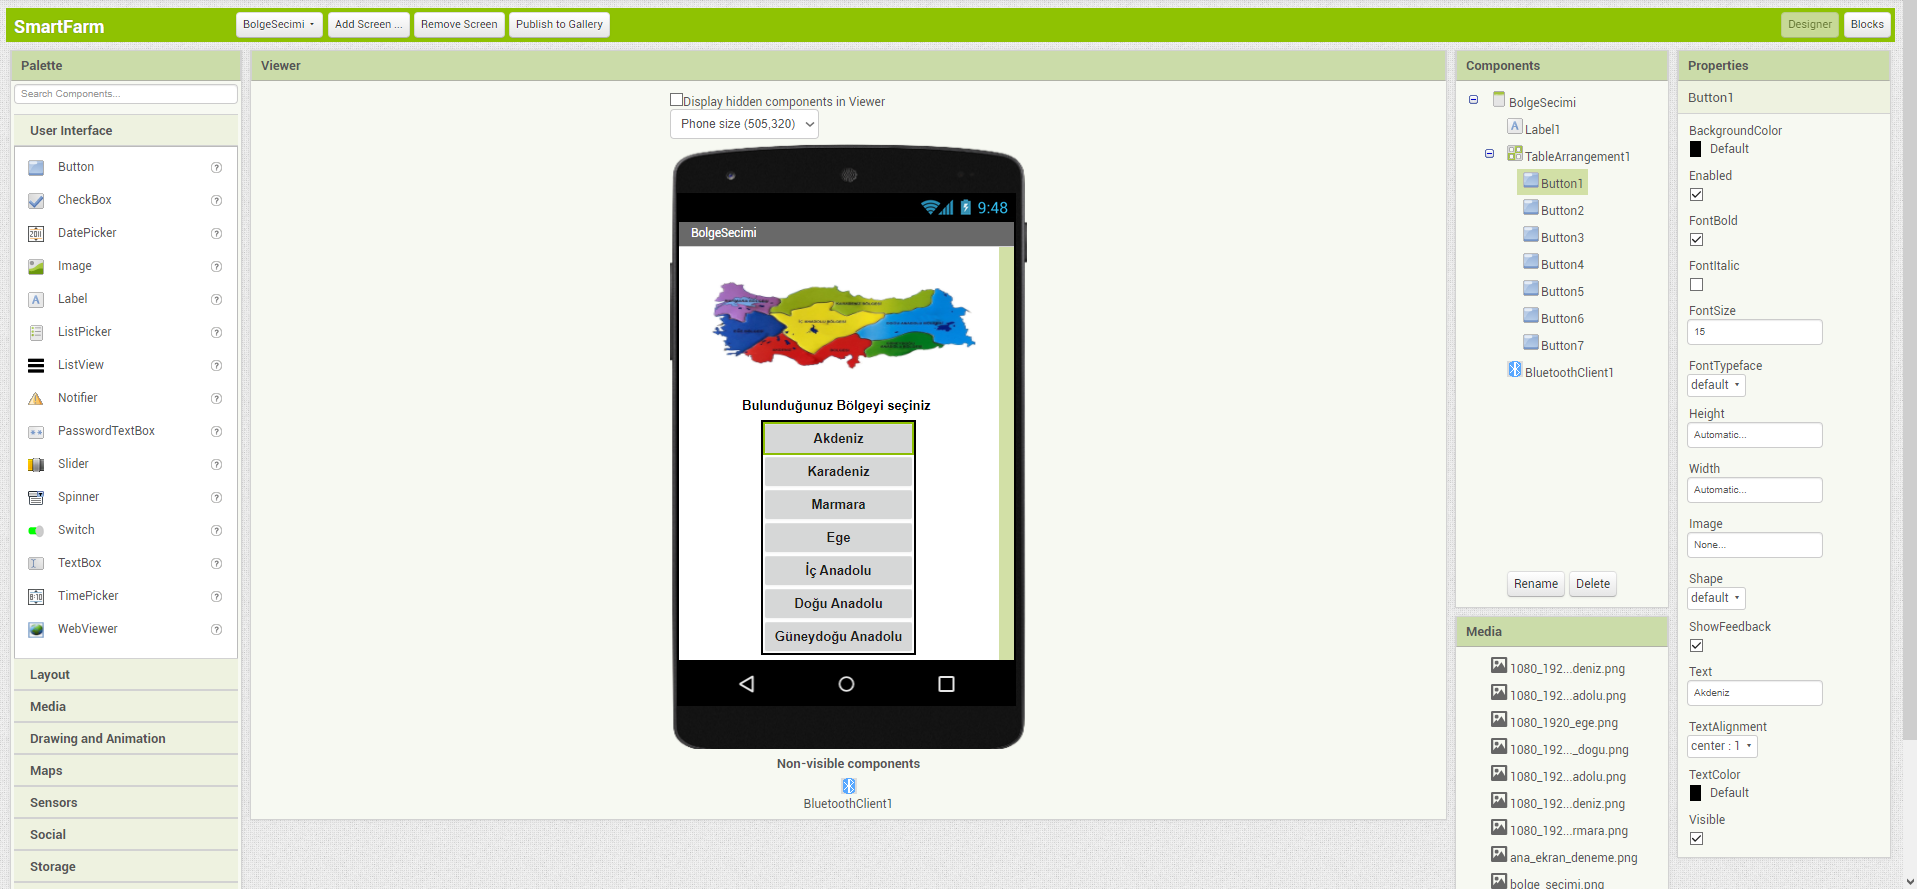 SmartFarm
BolgeSecimi
Add Screen ...
Remove Screen
Publish to Gallery
Designer
Blocks
Palette
Search Components...
User Interface
Button
?
CheckBox
?
DatePicker
?
Image
?
Label
?
ListPicker
?
ListView
?
Notifier
?
PasswordTextBox
?
Slider
?
Spinner
?
Switch
?
TextBox
?
TimePicker
?
WebViewer
?
Layout
Media
Drawing and Animation
Maps
Sensors
Social
Storage
Viewer
Display hidden components in Viewer
Phone size (505,320)
9:48
BolgeSecimi
Bulunduğunuz Bölgeyi seçiniz
Akdeniz
Karadeniz
Marmara
Ege
İç Anadolu
Doğu Anadolu
Güneydoğu Anadolu
Non-visible components
BluetoothClient1
Components
BolgeSecimi
Label1
TableArrangement1
Button1
Button2
Button3
Button4
Button5
Button6
Button7
BluetoothClient1
Rename
Delete
Media
1080_192...deniz.png
1080_192...adolu.png
1080_1920_ege.png
1080_192..._dogu.png
1080_192...adolu.png
1080_192...deniz.png
1080_192...rmara.png
ana_ekran_deneme.png
bolge_secimi.png
Properties
Button1
BackgroundColor
Default
Enabled
FontBold
FontItalic
FontSize
15
FontTypeface
default
Height
Automatic...
Width
Automatic...
Image
None...
Shape
default
ShowFeedback
Text
Akdeniz
TextAlignment
center : 1
TextColor
Default
Visible